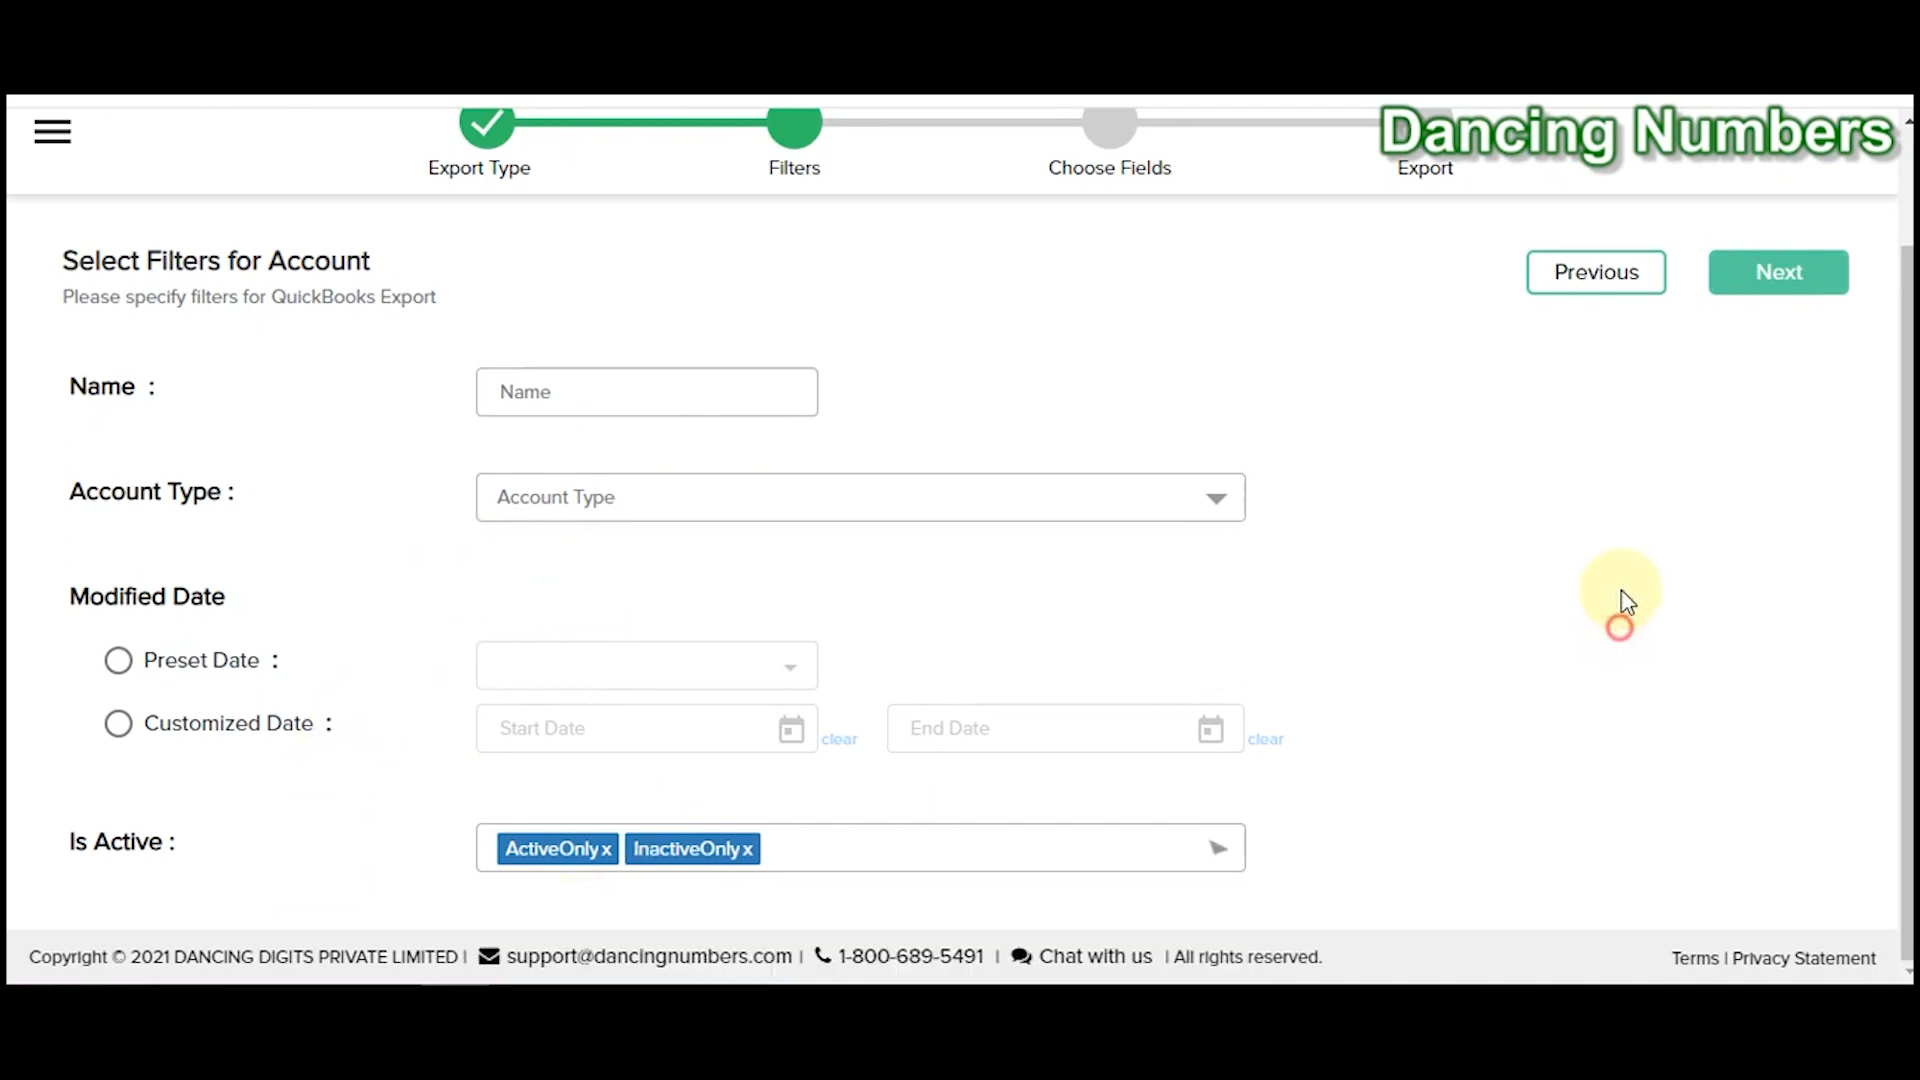 Dancing Numbers
Export Type
Filters
Choose Fields
Export
Select Filters for Account
Please specify filters for QuickBooks Export
Previous
Next
Name :
Name
Account Type :
Account Type
Modified Date
Preset Date :
Customized Date :
Start Date
clear
End Date
clear
Is Active :
ActiveOnly x InactiveOnly x
Copyright © 2021 DANCING DIGITS PRIVATE LIMITED | support@dancingnumbers.com | 1-800-689-5491 | Chat with us | All rights reserved.
Terms | Privacy Statement